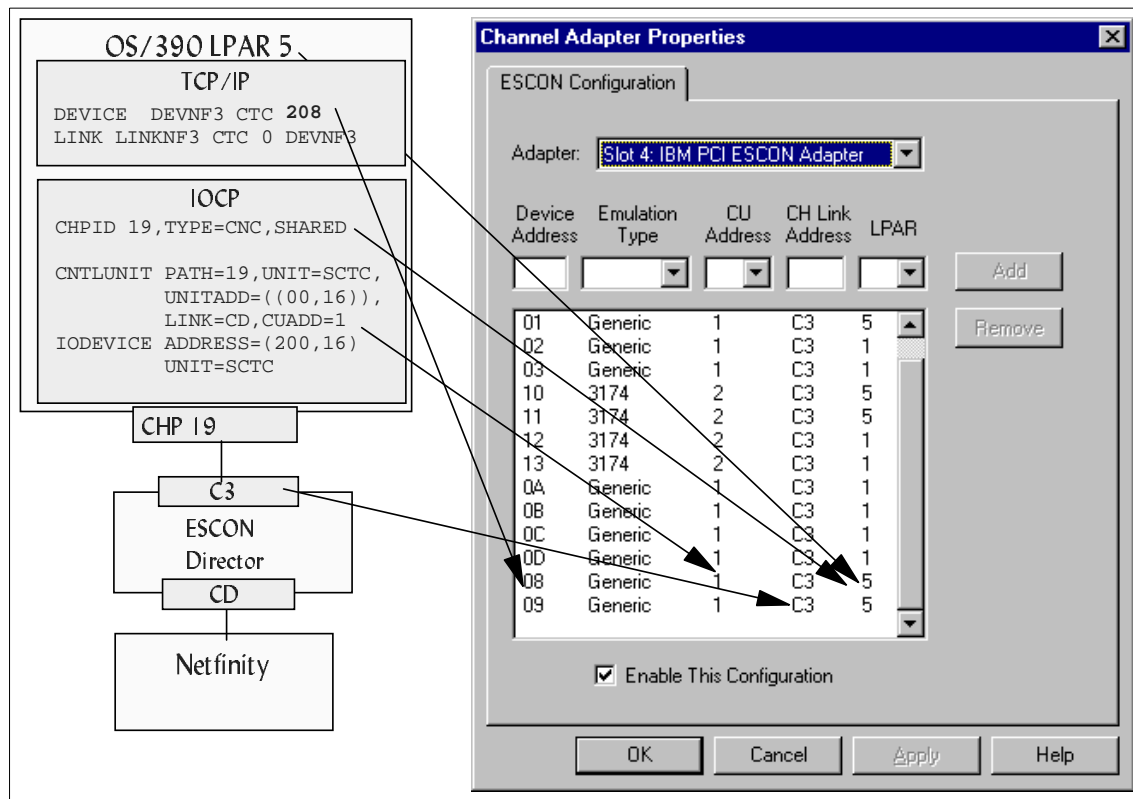 OS/390 LPAR 5
TCP/IP
DEVICE DEVNF3 CTC 208
LINK LINKNF3 CTC 0 DEVNF3
IOCP
CHPID 19,TYPE=CNC,SHARED
CNTLUNIT PATH=19,UNIT=SCTC,
UNITADD=((00,16)),
LINK=CD,CUADD=1
IODEVICE ADDRESS=(200,16)
UNIT=SCTC
CHP 19
C3
ESCON
Director
CD
Netfinity
Channel Adapter Properties
ESCON Configuration
Adapter: Slot 4: IBM PCI ESCON Adapter
Device Address Emulation Type CU Address CH Link Address LPAR
Add
Remove
01 Generic 1 C3 5
02 Generic 1 C3 1
03 Generic 1 C3 1
10 3174 2 C3 5
11 3174 2 C3 5
12 3174 2 C3 1
13 3174 2 C3 1
0A Generic 1 C3 1
0B Generic 1 C3 1
0C Generic 1 C3 1
0D Generic 1 C3 1
08 Generic 1 C3 5
09 Generic 1 C3 5
Enable This Configuration
OK
Cancel
Apply
Help